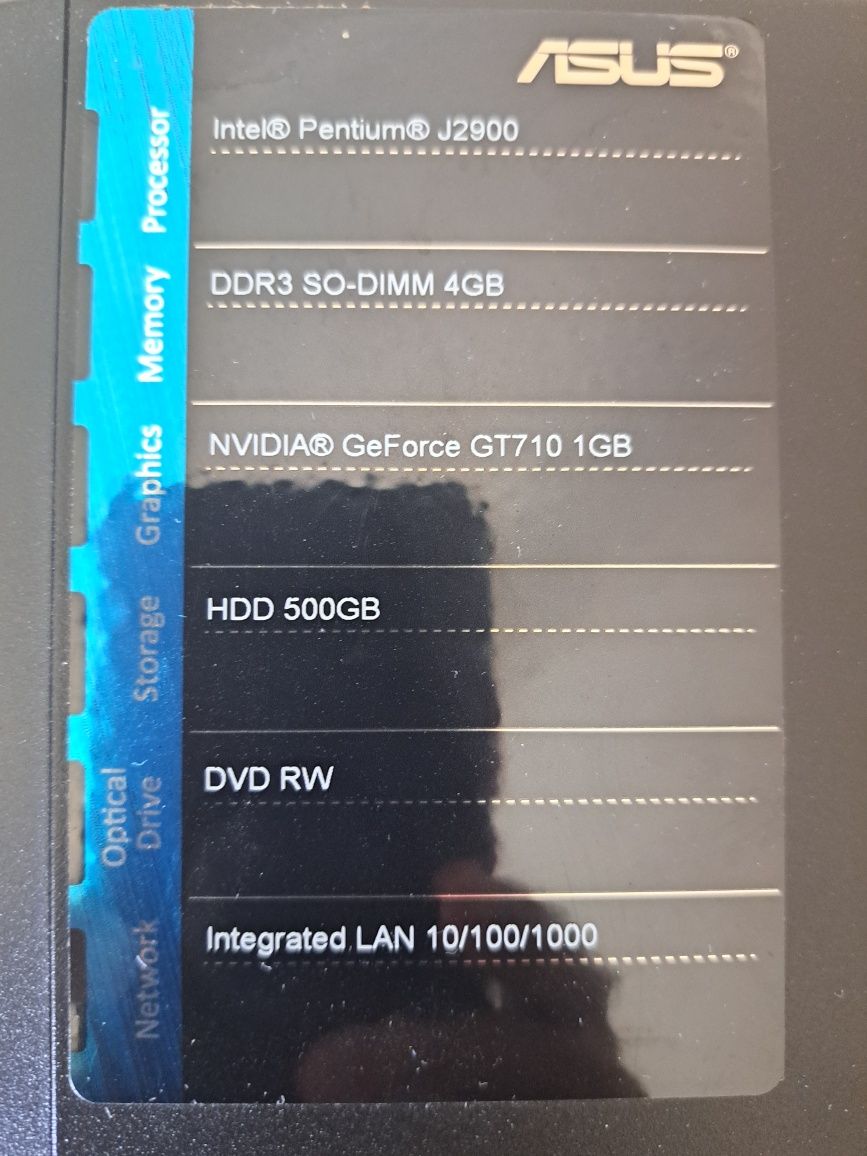 ASUS®
Processor
Intel® Pentium® J2900
Memory
DDR3 SO-DIMM 4GB
Graphics
NVIDIA® GeForce GT710 1GB
Storage
HDD 500GB
Optical
Drive
DVD RW
Network
Integrated LAN 10/100/1000